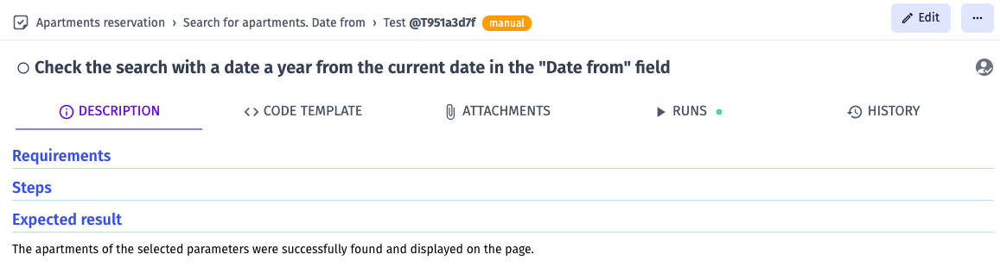 Apartments reservation › Search for apartments. Date from › Test @T951a3d7f manual
Edit ...
Check the search with a date a year from the current date in the "Date from" field
DESCRIPTION CODE TEMPLATE ATTACHMENTS RUNS HISTORY
Requirements
Steps
Expected result
The apartments of the selected parameters were successfully found and displayed on the page.